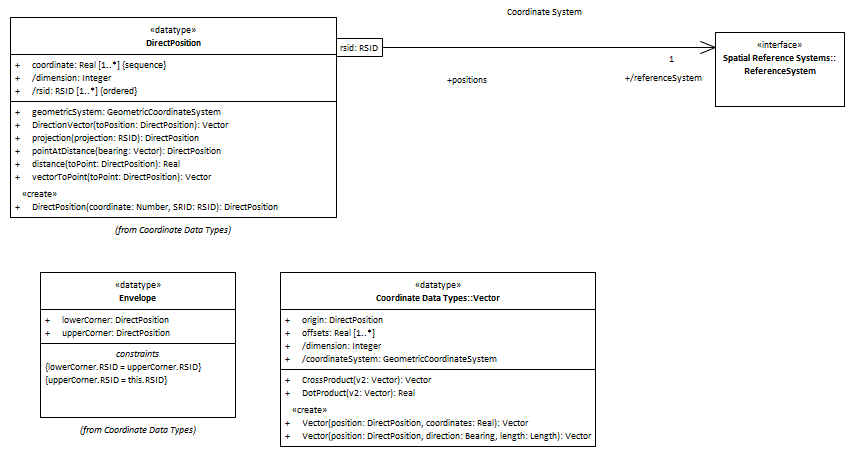 Coordinate System
«datatype»
DirectPosition
+ coordinate: Real [1..*] {sequence}
+ /dimension: Integer
+ /rsid: RSID [1..*] {ordered}
+ geometricSystem: GeometricCoordinateSystem
+ DirectionVector(toPosition: DirectPosition): Vector
+ projection(projection: RSID): DirectPosition
+ pointAtDistance(bearing: Vector): DirectPosition
+ distance(toPoint: DirectPosition): Real
+ vectorToPoint(toPoint: DirectPosition): Vector
«create»
+ DirectPosition(coordinate: Number, SRID: RSID): DirectPosition
(from Coordinate Data Types)
rsid: RSID
+positions
1
+/referenceSystem
«interface»
Spatial Reference Systems::
ReferenceSystem
«datatype»
Envelope
+ lowerCorner: DirectPosition
+ upperCorner: DirectPosition
constraints
{lowerCorner.RSID = upperCorner.RSID}
{upperCorner.RSID = this.RSID}
(from Coordinate Data Types)
«datatype»
Coordinate Data Types::Vector
+ origin: DirectPosition
+ offsets: Real [1..*]
+ /dimension: Integer
+ /coordinateSystem: GeometricCoordinateSystem
+ CrossProduct(v2: Vector): Vector
+ DotProduct(v2: Vector): Real
«create»
+ Vector(position: DirectPosition, coordinates: Real): Vector
+ Vector(position: DirectPosition, direction: Bearing, length: Length): Vector